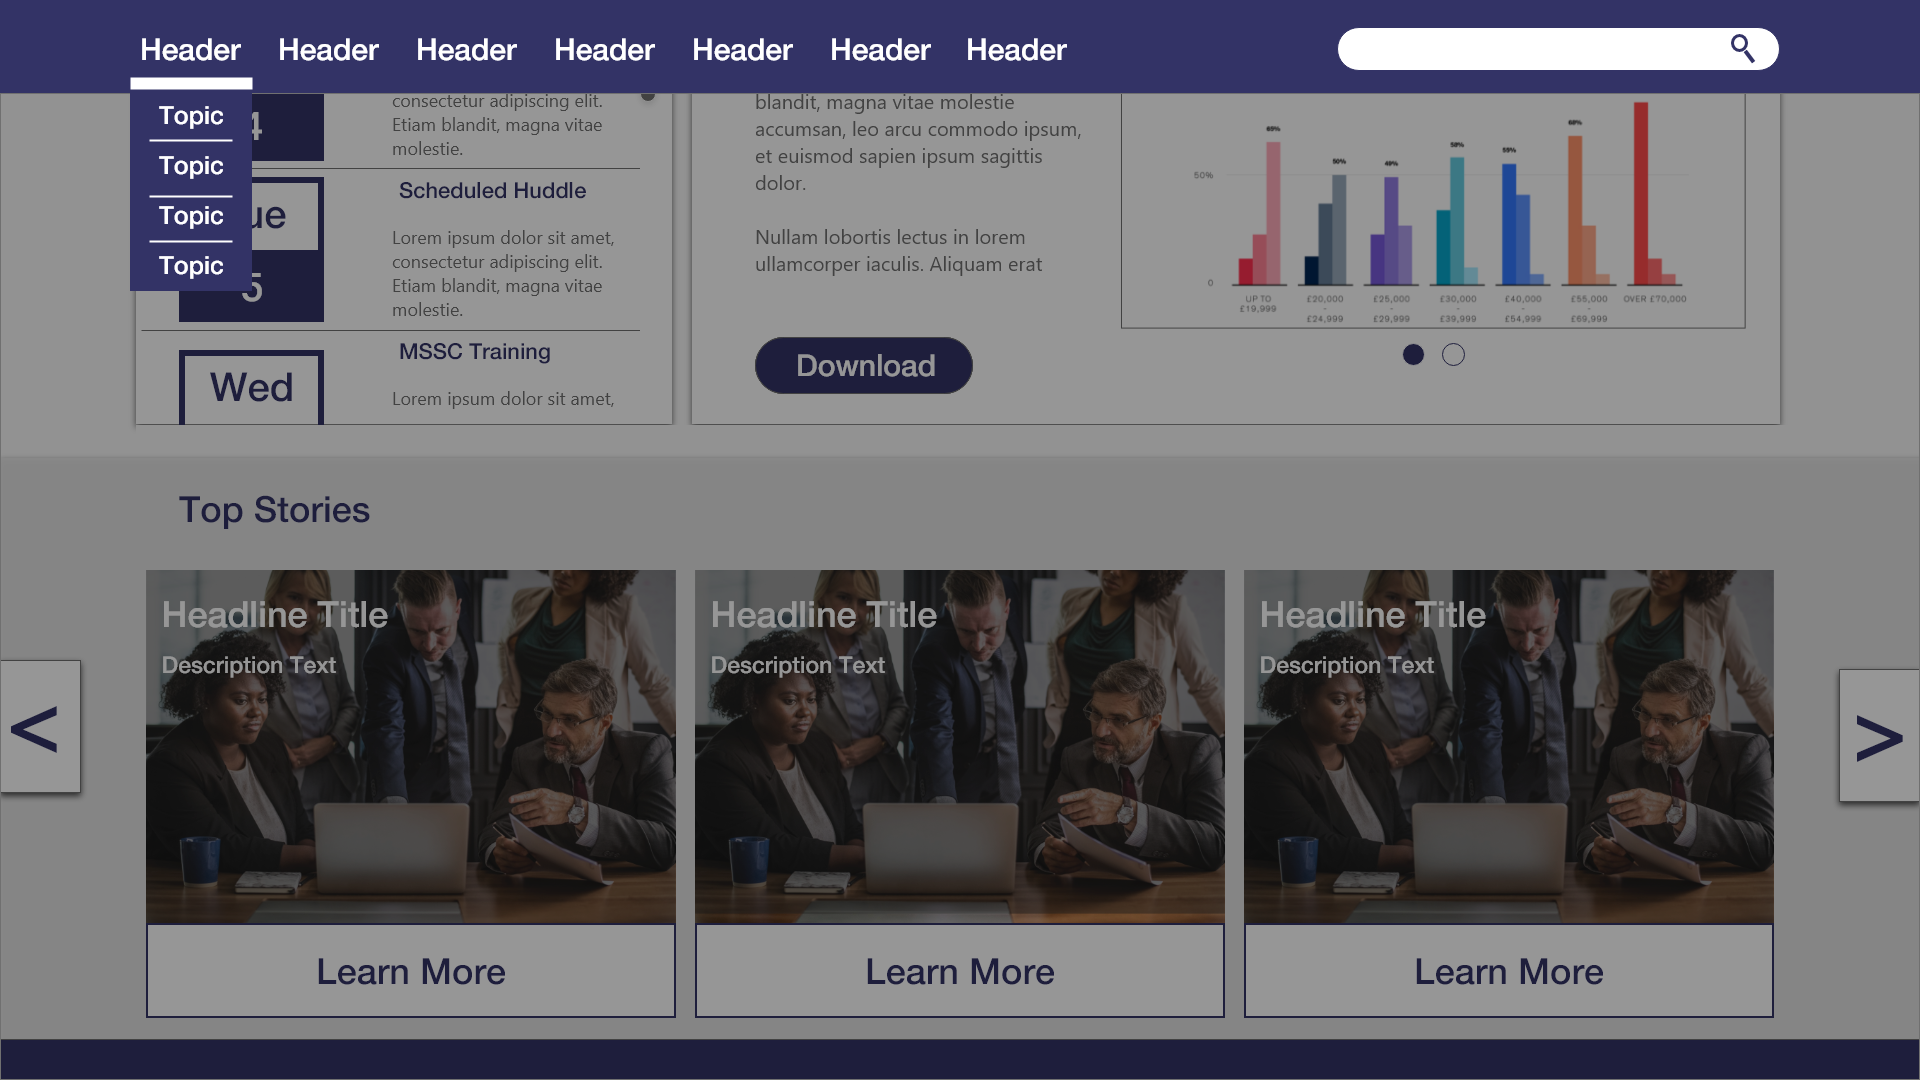 Header Header Header Header Header Header Header
Topic
Topic
Topic
Topic
4
consectetur adipiscing elit.
Etiam blandit, magna vitae
molestie.
ue
5
Scheduled Huddle
Lorem ipsum dolor sit amet,
consectetur adipiscing elit.
Etiam blandit, magna vitae
molestie.
Wed
MSSC Training
Lorem ipsum dolor sit amet,
blandit, magna vitae molestie
accumsan, leo arcu commodo ipsum,
et euismod sapien ipsum sagittis
dolor.
Nullam lobortis lectus in lorem
ullamcorper iaculis. Aliquam erat
Download
65% 50% 49% 58% 55% 68%
50%
0
UP TO
£19,999
£20,000
-
£24,999
£25,000
-
£29,999
£30,000
-
£39,999
£40,000
-
£54,999
£55,000
-
£69,999
OVER £70,000
Top Stories
Headline Title
Description Text
Learn More
Headline Title
Description Text
Learn More
Headline Title
Description Text
Learn More
<
>